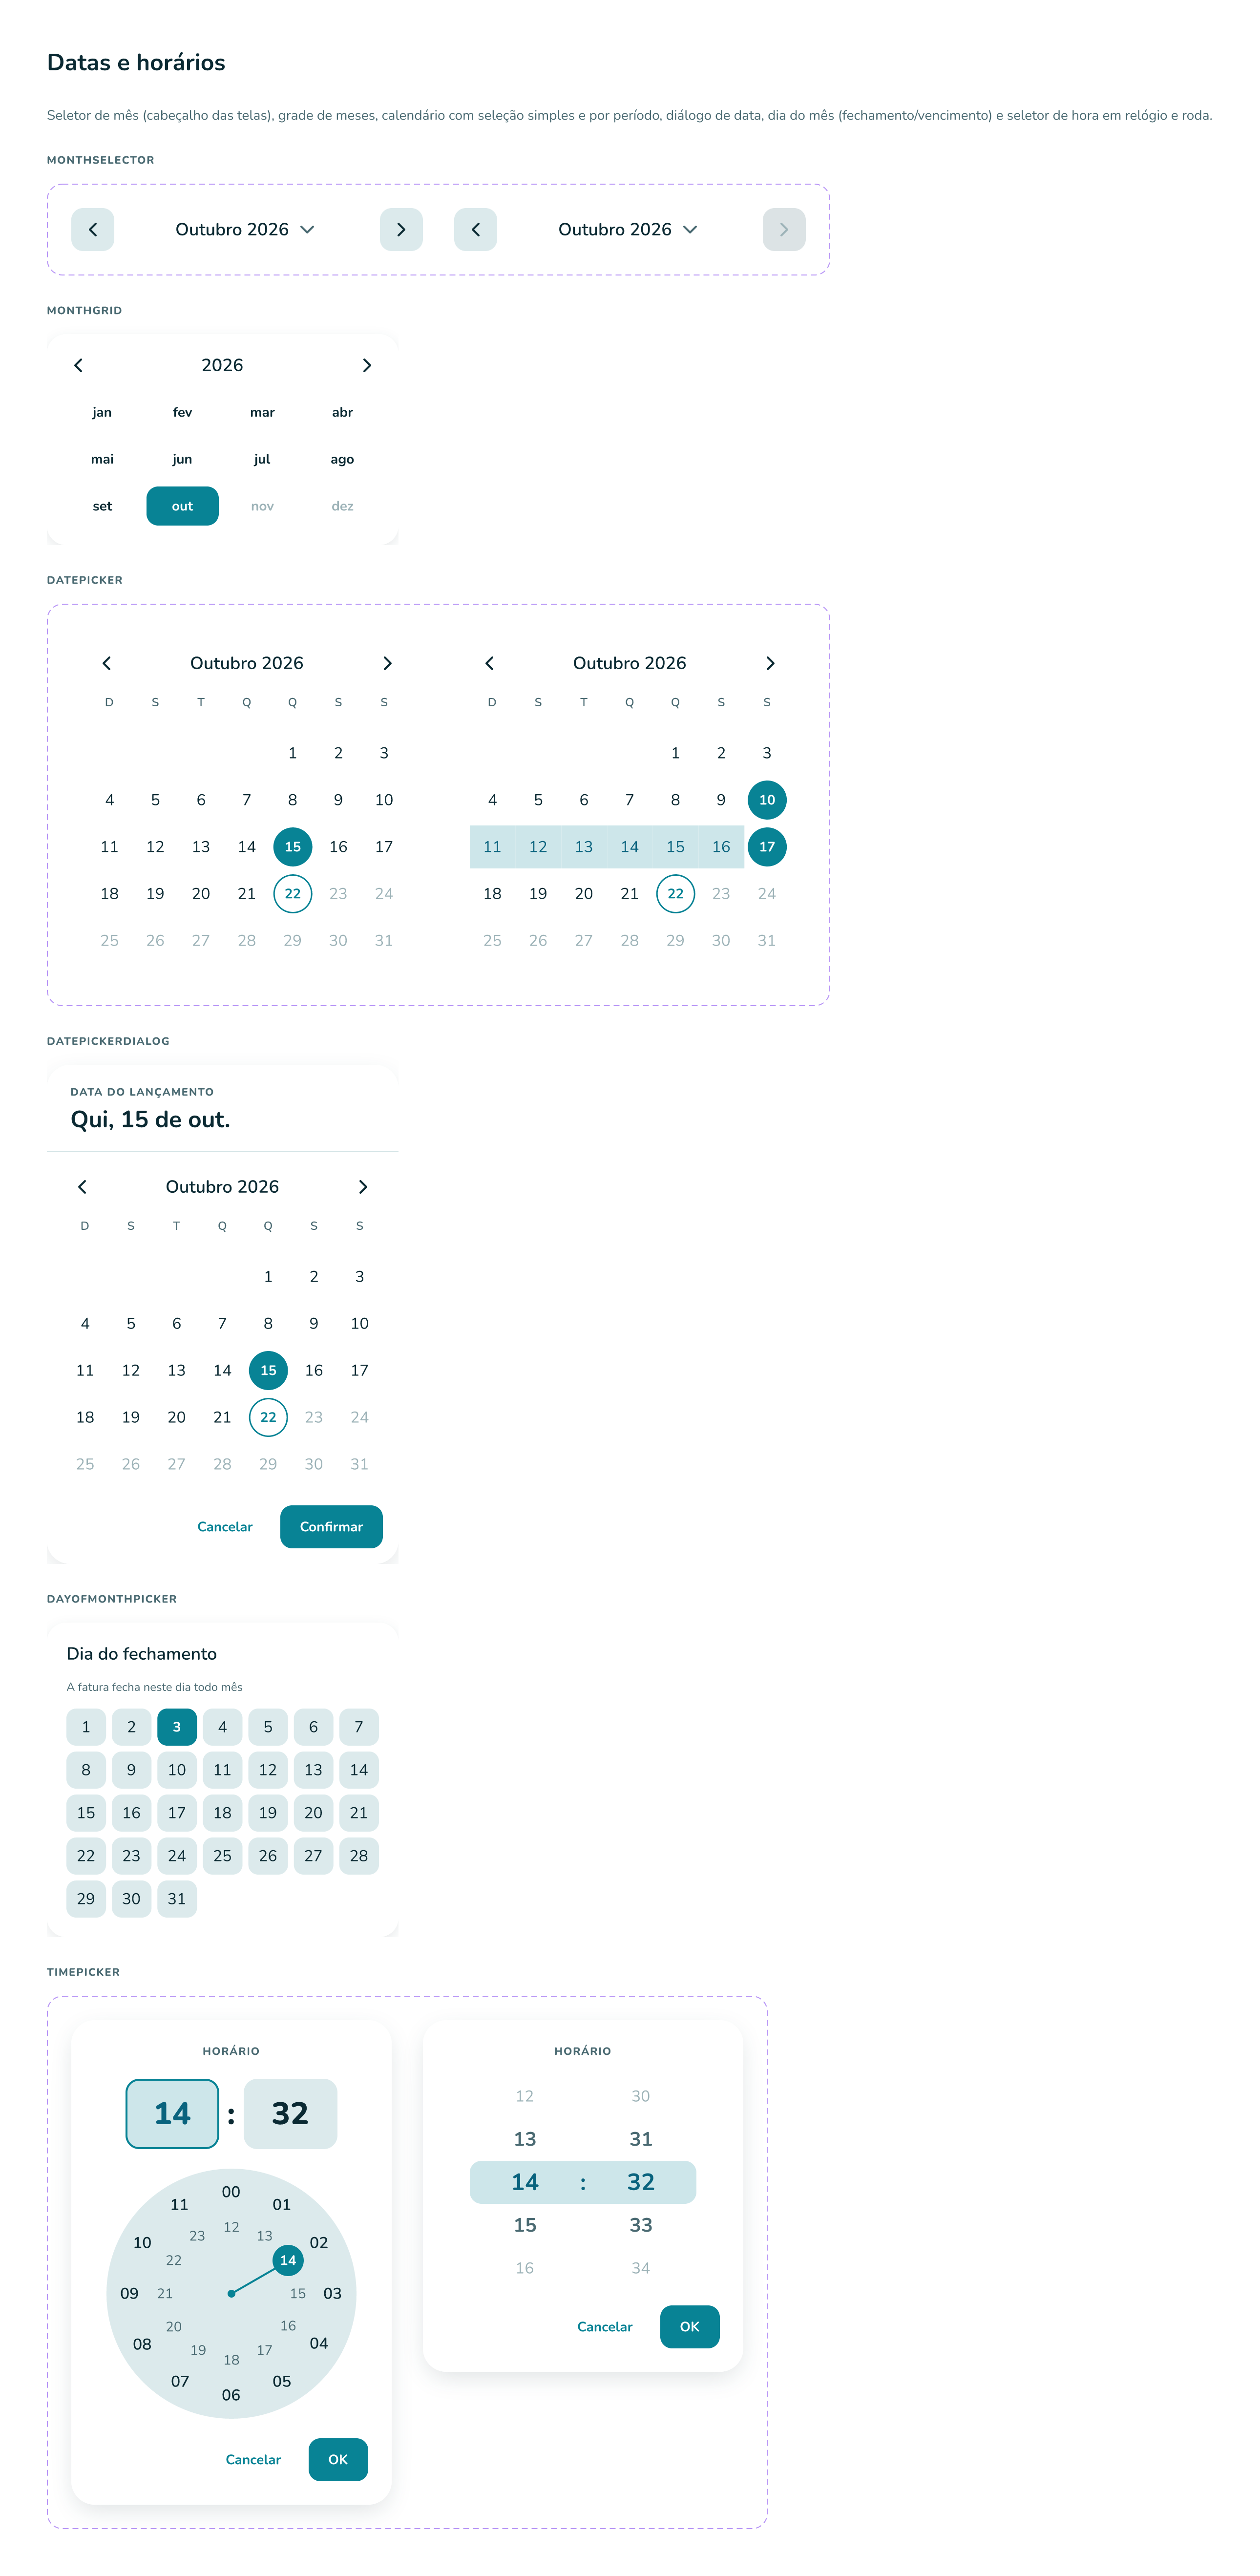 Datas e horários
Seletor de mês (cabeçalho das telas), grade de meses, calendário com seleção simples e por período, diálogo de data, dia do mês (fechamento/vencimento) e seletor de hora em relógio e roda.
MONTHSELECTOR
Outubro 2026 Outubro 2026
MONTHGRID
2026
jan fev mar abr
mai jun jul ago
set out nov dez
DATEPICKER
Outubro 2026
D S T Q Q S S
1 2 3
4 5 6 7 8 9 10
11 12 13 14 15 16 17
18 19 20 21 22 23 24
25 26 27 28 29 30 31
Outubro 2026
D S T Q Q S S
1 2 3
4 5 6 7 8 9 10
11 12 13 14 15 16 17
18 19 20 21 22 23 24
25 26 27 28 29 30 31
DATEPICKERDIALOG
DATA DO LANÇAMENTO
Qui, 15 de out.
Outubro 2026
D S T Q Q S S
1 2 3
4 5 6 7 8 9 10
11 12 13 14 15 16 17
18 19 20 21 22 23 24
25 26 27 28 29 30 31
Cancelar Confirmar
DAYOFMONTHPICKER
Dia do fechamento
A fatura fecha neste dia todo mês
1 2 3 4 5 6 7
8 9 10 11 12 13 14
15 16 17 18 19 20 21
22 23 24 25 26 27 28
29 30 31
TIMEPICKER
HORÁRIO
14 : 32
00 01 02 03 04 05 06 07 08 09 10 11
12 13 14 15 16 17 18 19 20 21 22 23
Cancelar OK
HORÁRIO
12 30
13 31
14 : 32
15 33
16 34
Cancelar OK